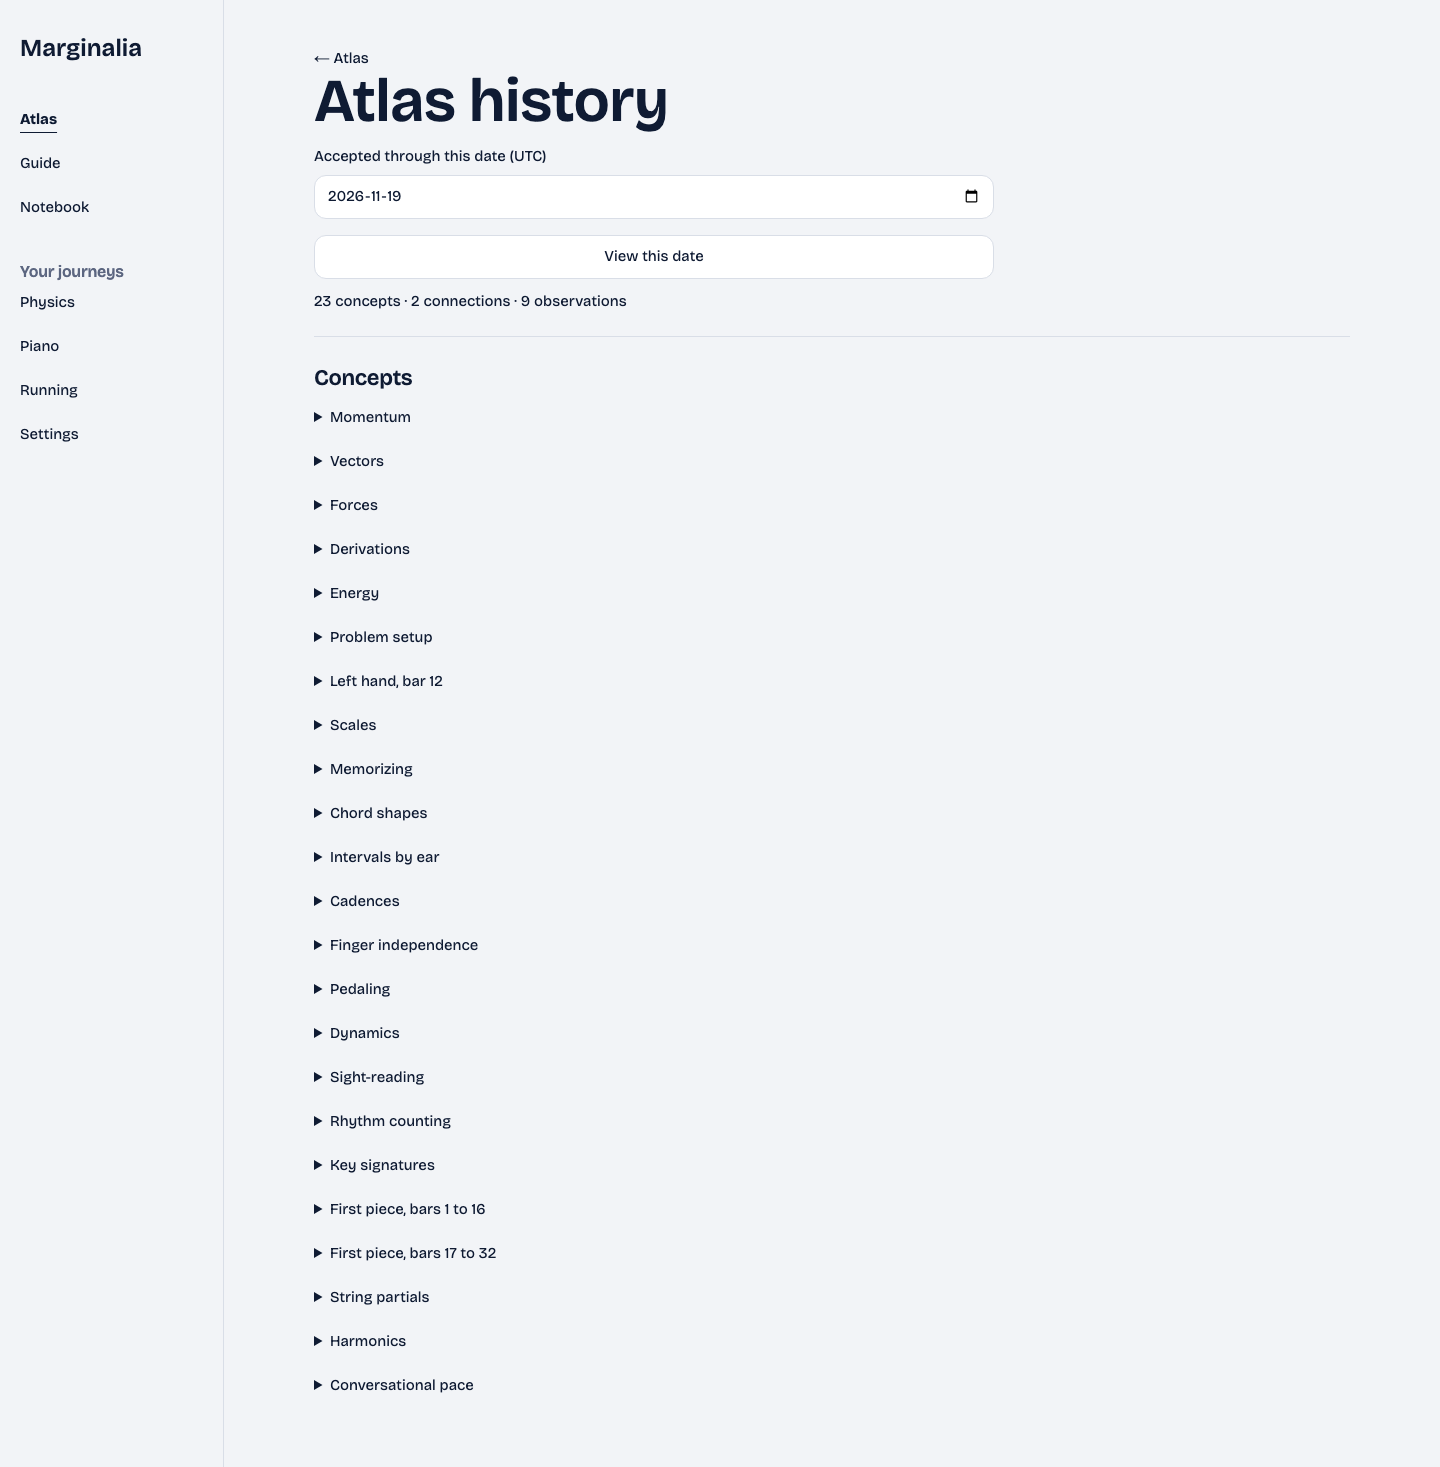 Marginalia
Atlas
Guide
Notebook
Your journeys
Physics
Piano
Running
Settings
← Atlas
Atlas history
Accepted through this date (UTC)
2026-11-19
View this date
23 concepts · 2 connections · 9 observations
Concepts
Momentum
Vectors
Forces
Derivations
Energy
Problem setup
Left hand, bar 12
Scales
Memorizing
Chord shapes
Intervals by ear
Cadences
Finger independence
Pedaling
Dynamics
Sight-reading
Rhythm counting
Key signatures
First piece, bars 1 to 16
First piece, bars 17 to 32
String partials
Harmonics
Conversational pace